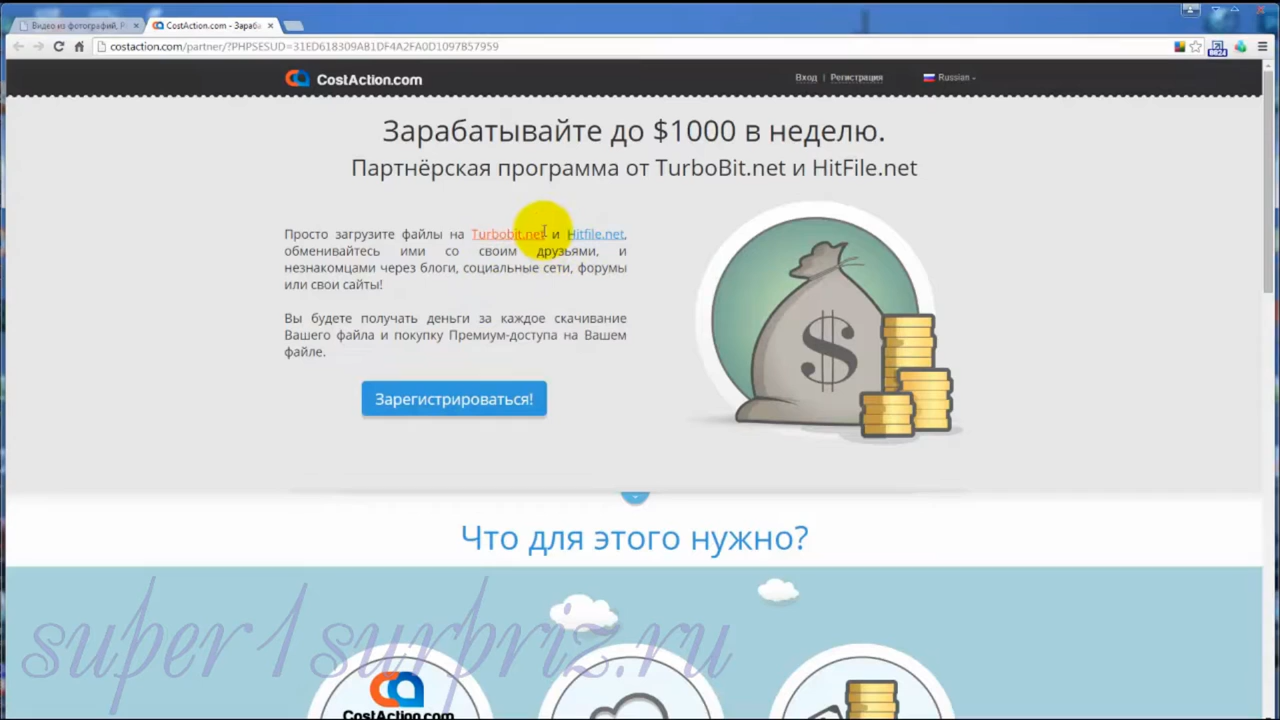 Видео из фотографий, Р
CostAction.com - Зараба
costaction.com/partner/?PHPSESUD=31ED618309A81DF4A2FA0D1097B57959
CostAction.com
Вход | Регистрация
Russian
Зарабатывайте до $1000 в неделю.
Партнёрская программа от TurboBit.net и HitFile.net
Просто загрузите файлы на Turbobit.net и Hitfile.net,
обменивайтесь ими со своим друзьями, и
незнакомцами через блоги, социальные сети, форумы
или свои сайты!
Вы будете получать деньги за каждое скачивание
Вашего файла и покупку Премиум-доступа на Вашем
файле.
Зарегистрироваться!
$
Что для этого нужно?
super1surpriz.ru
CostAction.com